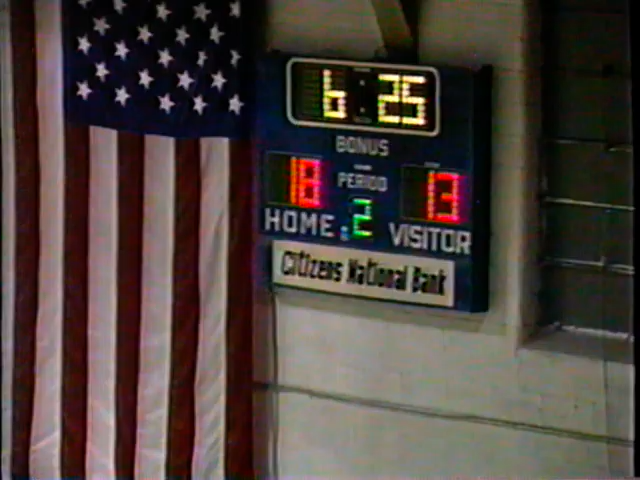 6:25
BONUS
18 PERIOD 13
HOME 2 VISITOR
Citizens National Bank